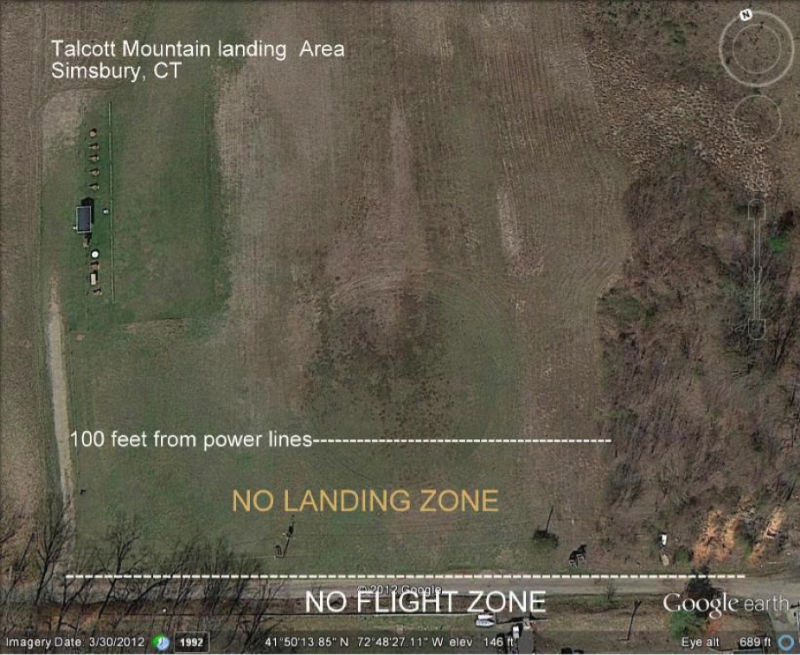 Talcott Mountain landing Area
Simsbury, CT
N
100 feet from power lines
NO LANDING ZONE
© 2012 Google
NO FLIGHT ZONE
Google earth
Imagery Date: 3/30/2012 1992 41°50'13.85" N 72°48'27.11" W elev 146 ft Eye alt 689 ft